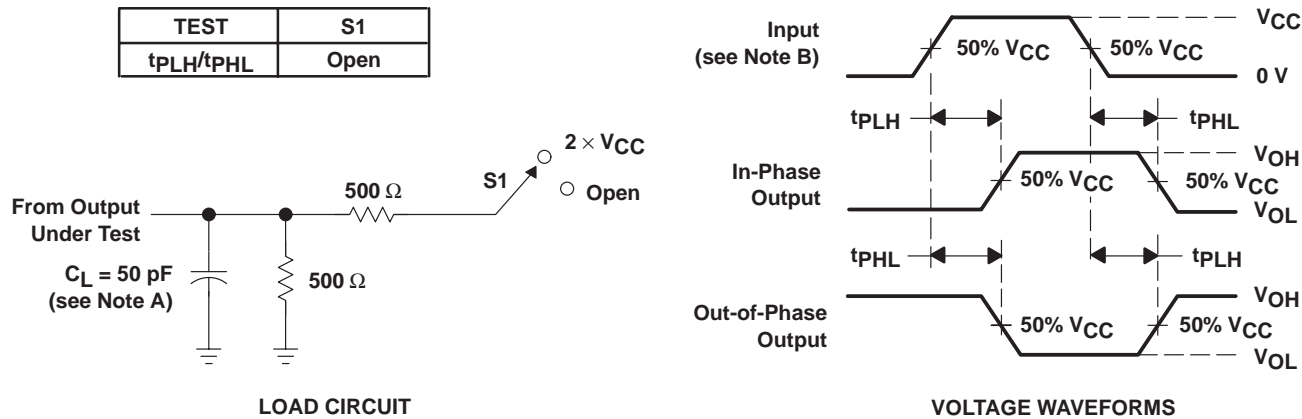 TEST S1
tPLH/tPHL Open
2 × VCC
S1
Open
500 Ω
From Output
Under Test
CL = 50 pF
(see Note A)
500 Ω
LOAD CIRCUIT
Input
(see Note B)
50% VCC
50% VCC
VCC
0 V
tPLH
tPHL
In-Phase
Output
50% VCC
50% VCC
VOH
VOL
tPHL
tPLH
Out-of-Phase
Output
50% VCC
50% VCC
VOH
VOL
VOLTAGE WAVEFORMS